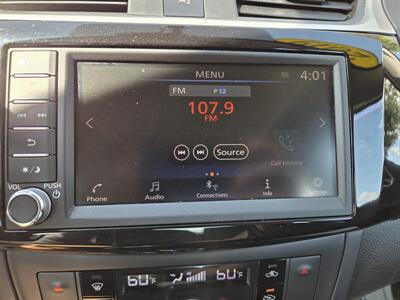 MENU
4:01
FM P 12
107.9
FM
Source
Call History
VOL PUSH
Phone Audio Connections Info Settings
60°F 60°F